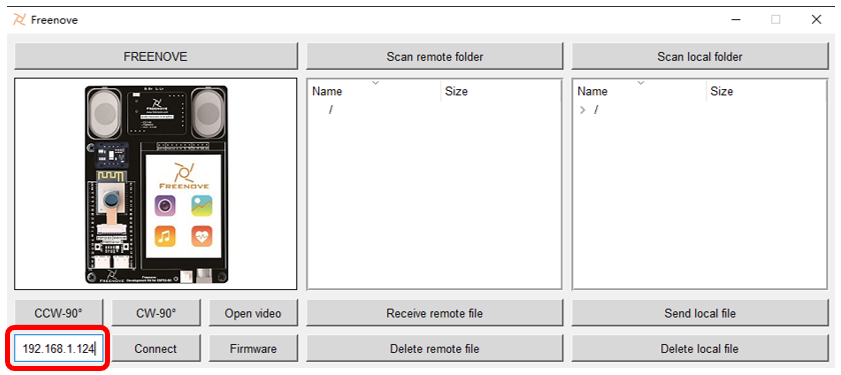 Freenove
FREENOVE
Scan remote folder
Scan local folder
Name
Size
/
Name
Size
/
FREENOVE
CCW-90°
CW-90°
Open video
Receive remote file
Send local file
192.168.1.124
Connect
Firmware
Delete remote file
Delete local file